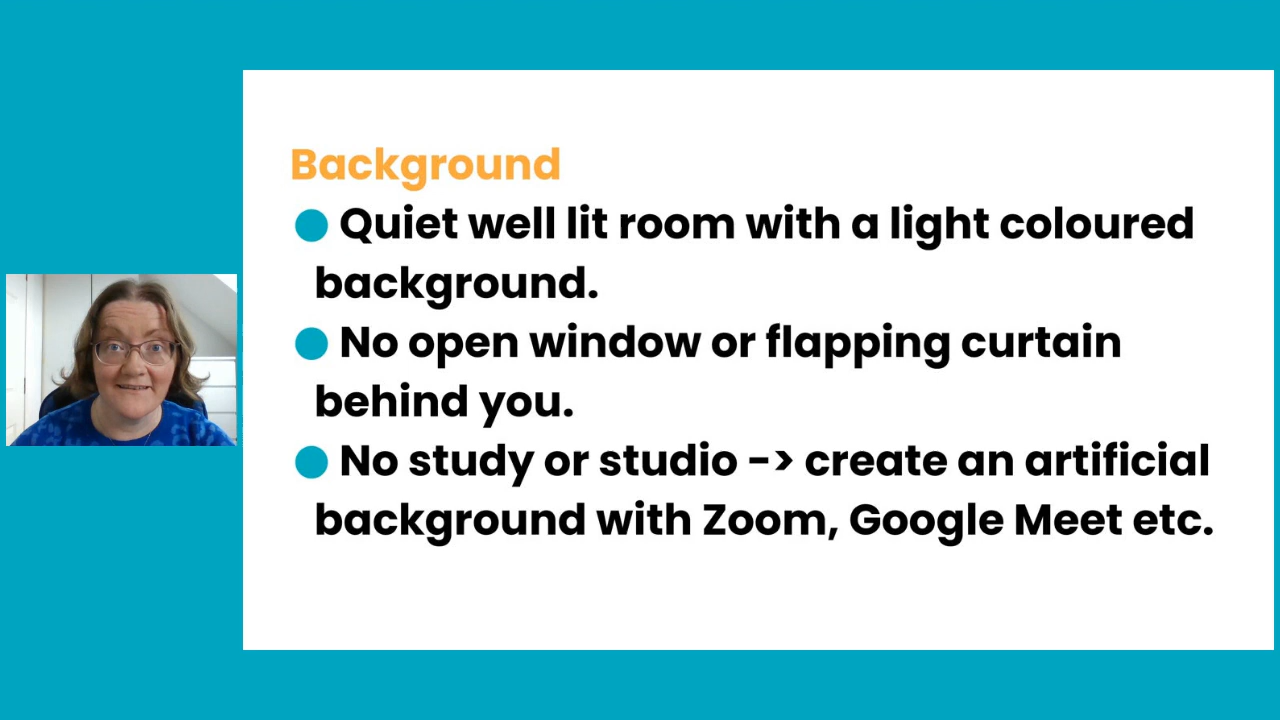 Background
● Quiet well lit room with a light coloured
background.
● No open window or flapping curtain
behind you.
● No study or studio -> create an artificial
background with Zoom, Google Meet etc.